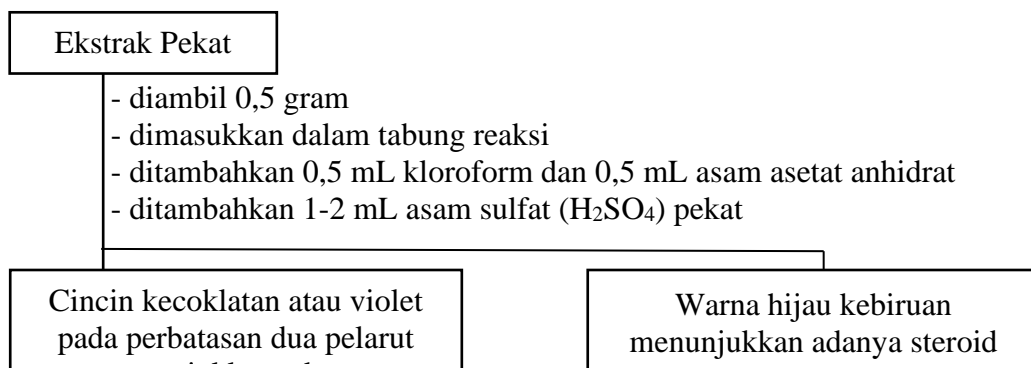 Ekstrak Pekat
- diambil 0,5 gram
- dimasukkan dalam tabung reaksi
- ditambahkan 0,5 mL kloroform dan 0,5 mL asam asetat anhidrat
- ditambahkan 1-2 mL asam sulfat (H₂SO₄) pekat
Cincin kecoklatan atau violet
pada perbatasan dua pelarut
Warna hijau kebiruan
menunjukkan adanya steroid